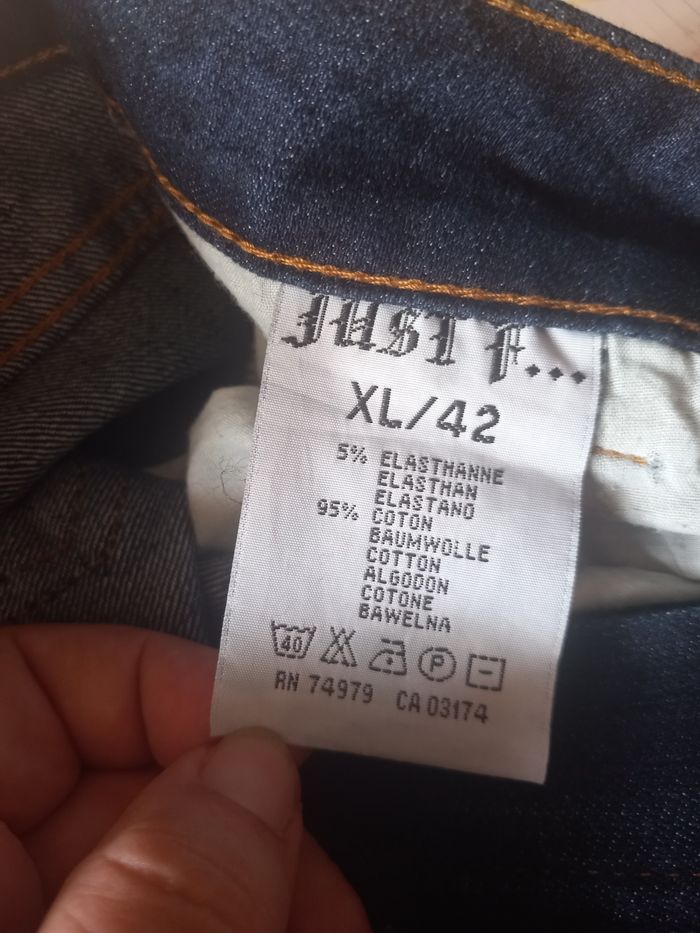 JUST F...
XL/42
5% ELASTHANNE
ELASTHAN
ELASTANO
95% COTON
BAUMWOLLE
COTTON
ALGODON
COTONE
BAWELNA
40 P
RN 74979 CA 03174